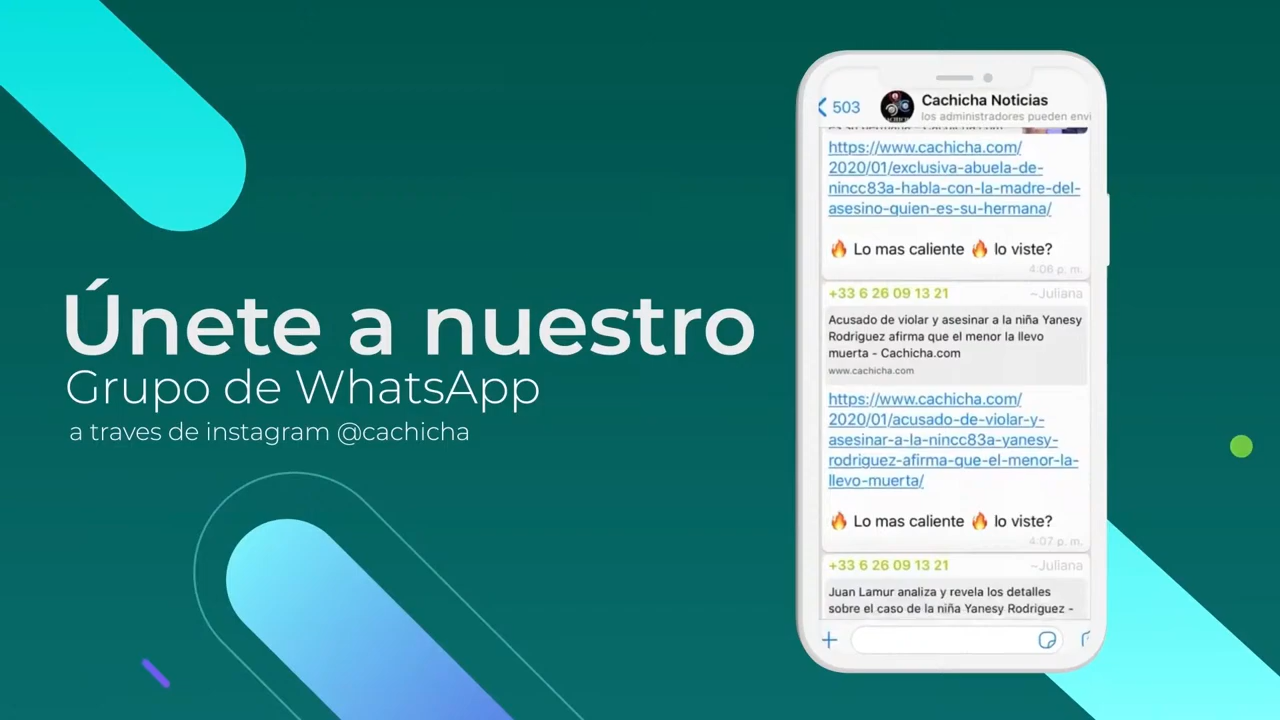 Únete a nuestro
Grupo de WhatsApp
a traves de instagram @cachicha
503
Cachicha Noticias
los administradores pueden envi
https://www.cachicha.com/
2020/01/exclusiva-abuela-de-
nincc83a-habla-con-la-madre-del-
asesino-quien-es-su-hermana/
🔥 Lo mas caliente 🔥 lo viste?
4:06 p. m.
+33 6 26 09 13 21
~Juliana
Acusado de violar y asesinar a la niña Yanesy
Rodriguez afirma que el menor la llevo
muerta - Cachicha.com
www.cachicha.com
https://www.cachicha.com/
2020/01/acusado-de-violar-y-
asesinar-a-la-nincc83a-yanesy-
rodriguez-afirma-que-el-menor-la-
llevo-muerta/
🔥 Lo mas caliente 🔥 lo viste?
4:07 p. m.
+33 6 26 09 13 21
~Juliana
Juan Lamur analiza y revela los detalles
sobre el caso de la niña Yanesy Rodriguez -